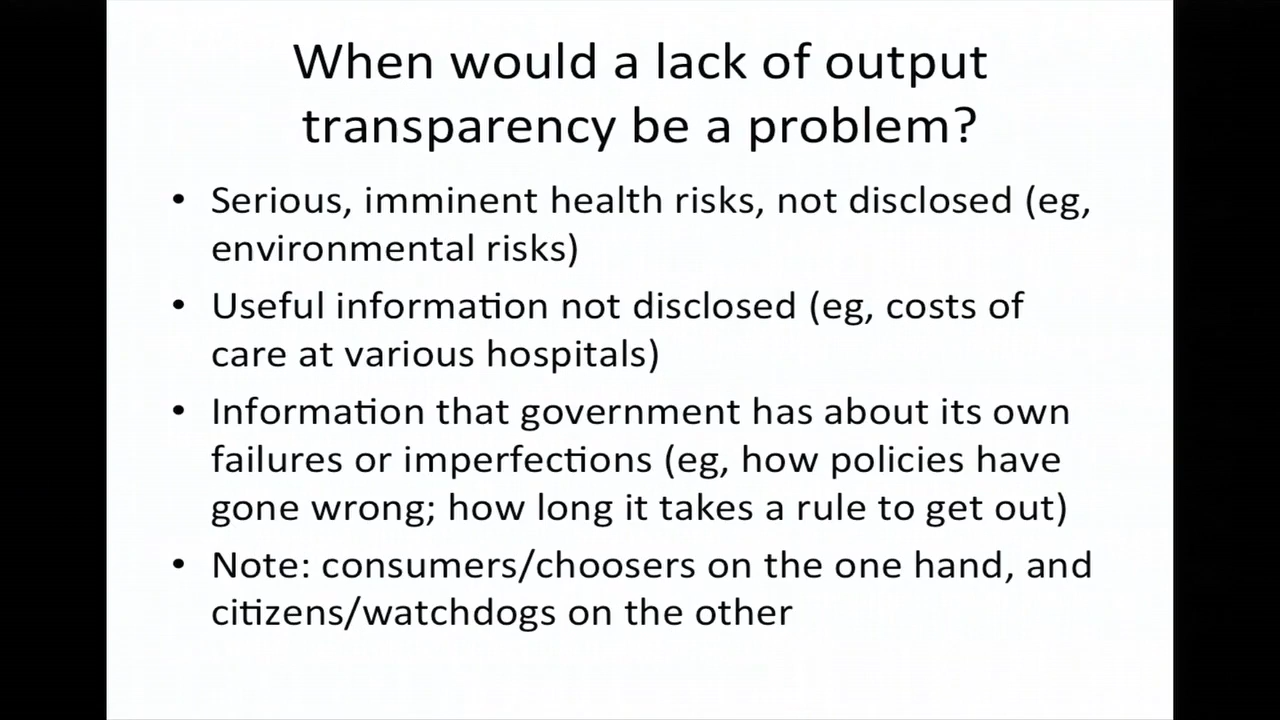 When would a lack of output
transparency be a problem?
• Serious, imminent health risks, not disclosed (eg,
environmental risks)
• Useful information not disclosed (eg, costs of
care at various hospitals)
• Information that government has about its own
failures or imperfections (eg, how policies have
gone wrong; how long it takes a rule to get out)
• Note: consumers/choosers on the one hand, and
citizens/watchdogs on the other